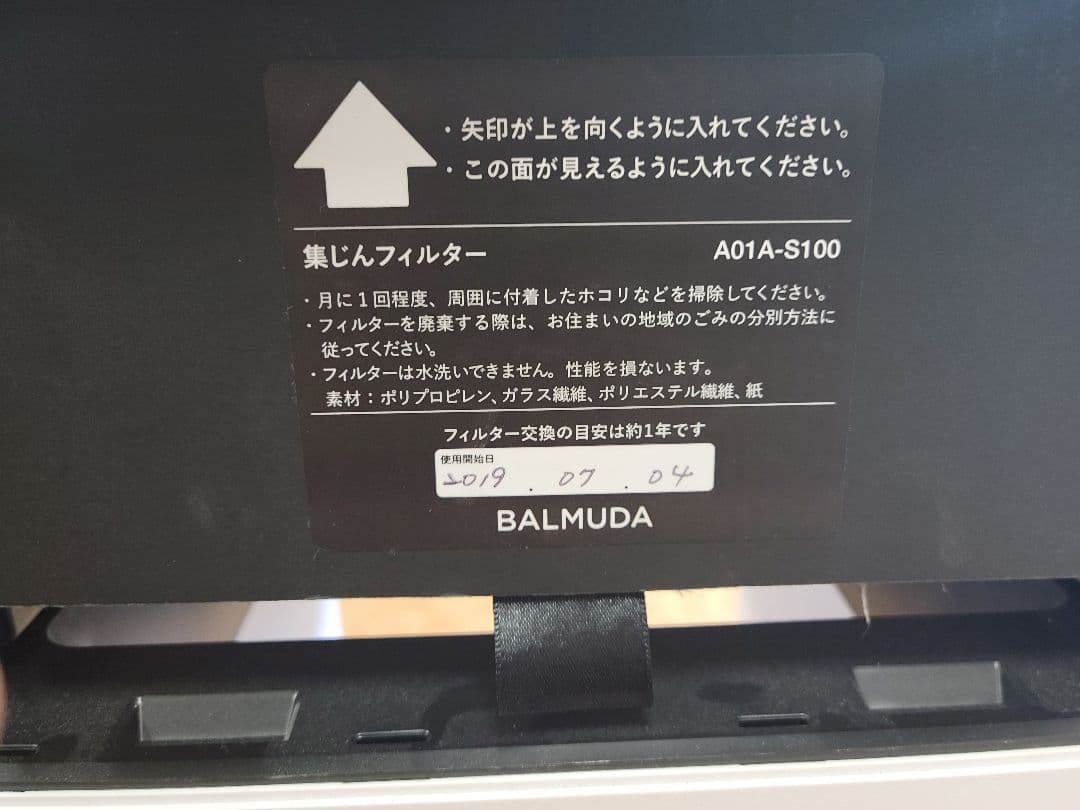 ・矢印が上を向くように入れてください。
・この面が見えるように入れてください。
集じんフィルター A01A-S100
・月に1回程度、周囲に付着したホコリなどを掃除してください。
・フィルターを廃棄する際は、お住まいの地域のごみの分別方法に
従ってください。
・フィルターは水洗いできません。性能を損ないます。
素材：ポリプロピレン、ガラス繊維、ポリエステル繊維、紙
フィルター交換の目安は約1年です
使用開始日
2019 . 07 . 04
BALMUDA